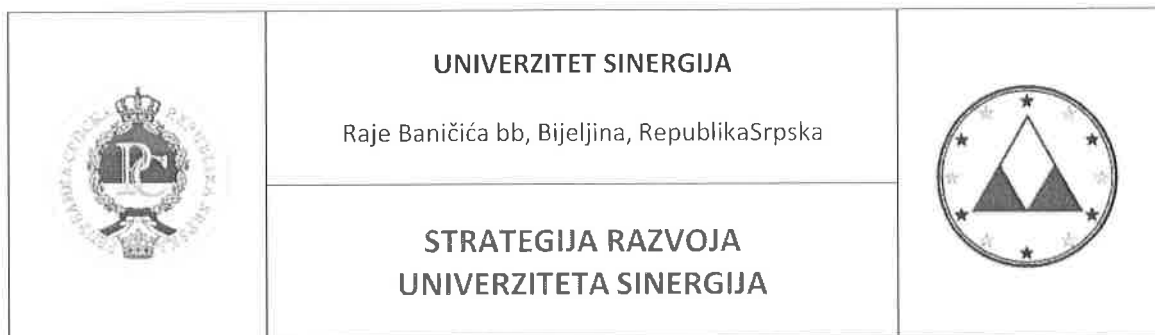 UNIVERZITET SINERGIJA
Raje Baničića bb, Bijeljina, RepublikaSrpska
STRATEGIJA RAZVOJA
UNIVERZITETA SINERGIJA